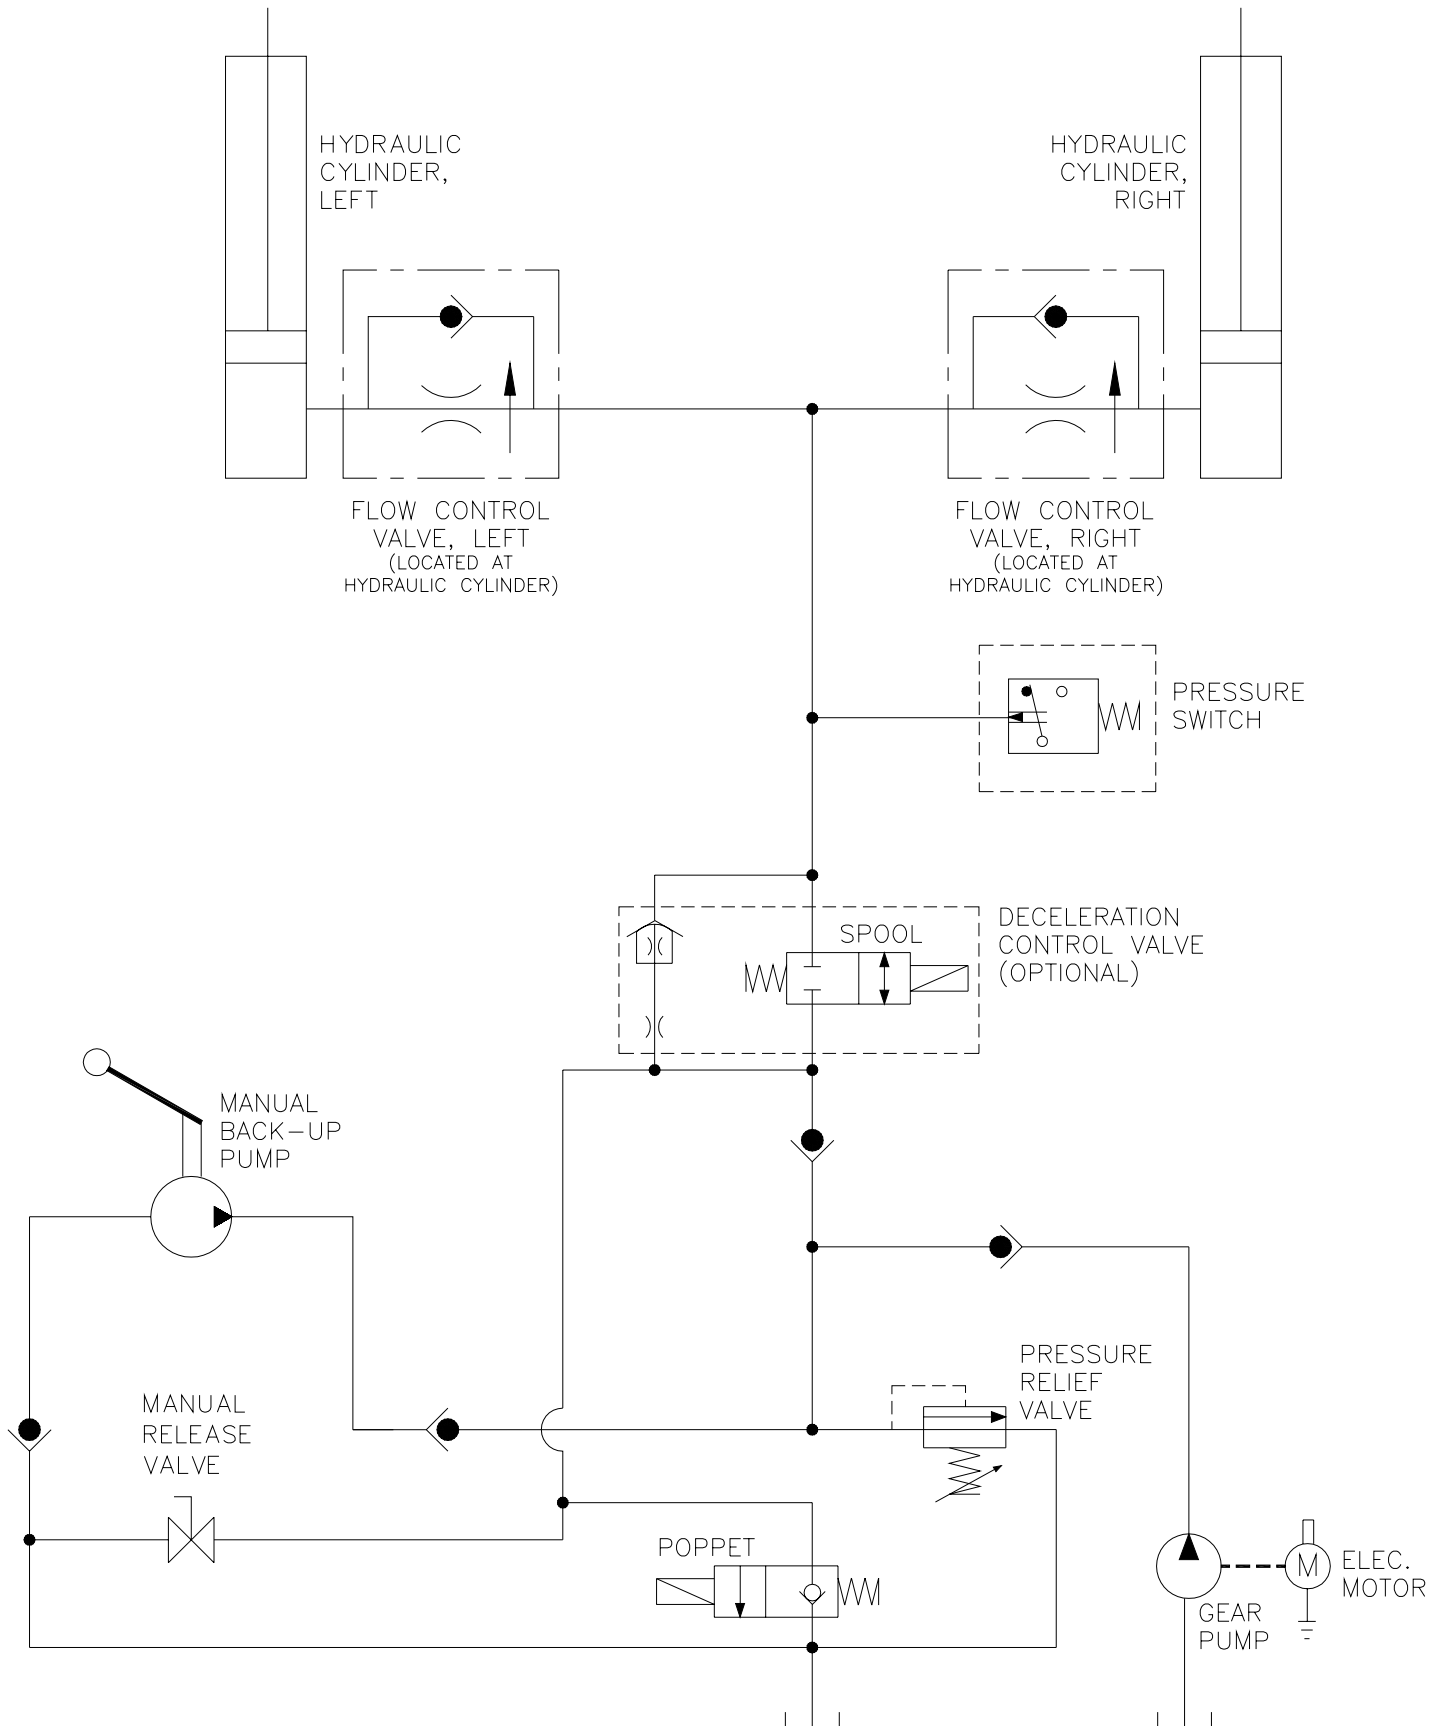 HYDRAULIC
CYLINDER,
LEFT
HYDRAULIC
CYLINDER,
RIGHT
FLOW CONTROL
VALVE, LEFT
(LOCATED AT
HYDRAULIC CYLINDER)
FLOW CONTROL
VALVE, RIGHT
(LOCATED AT
HYDRAULIC CYLINDER)
PRESSURE
SWITCH
SPOOL
DECELERATION
CONTROL VALVE
(OPTIONAL)
MANUAL
BACK-UP
PUMP
PRESSURE
RELIEF
VALVE
MANUAL
RELEASE
VALVE
POPPET
M
ELEC.
MOTOR
GEAR
PUMP